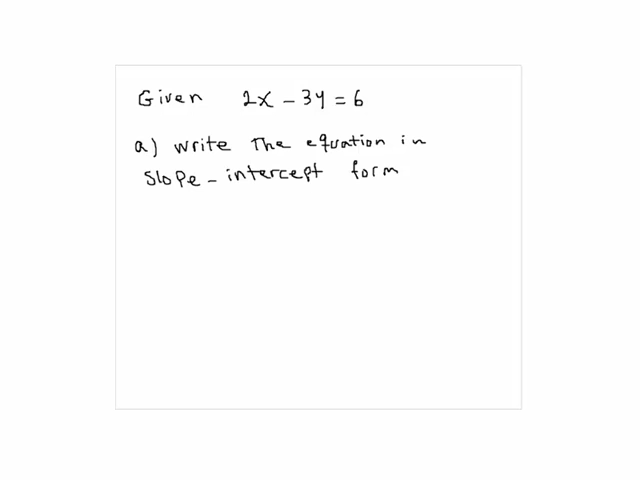 Given 2x - 3y = 6
a) write The equation in
slope - intercept form